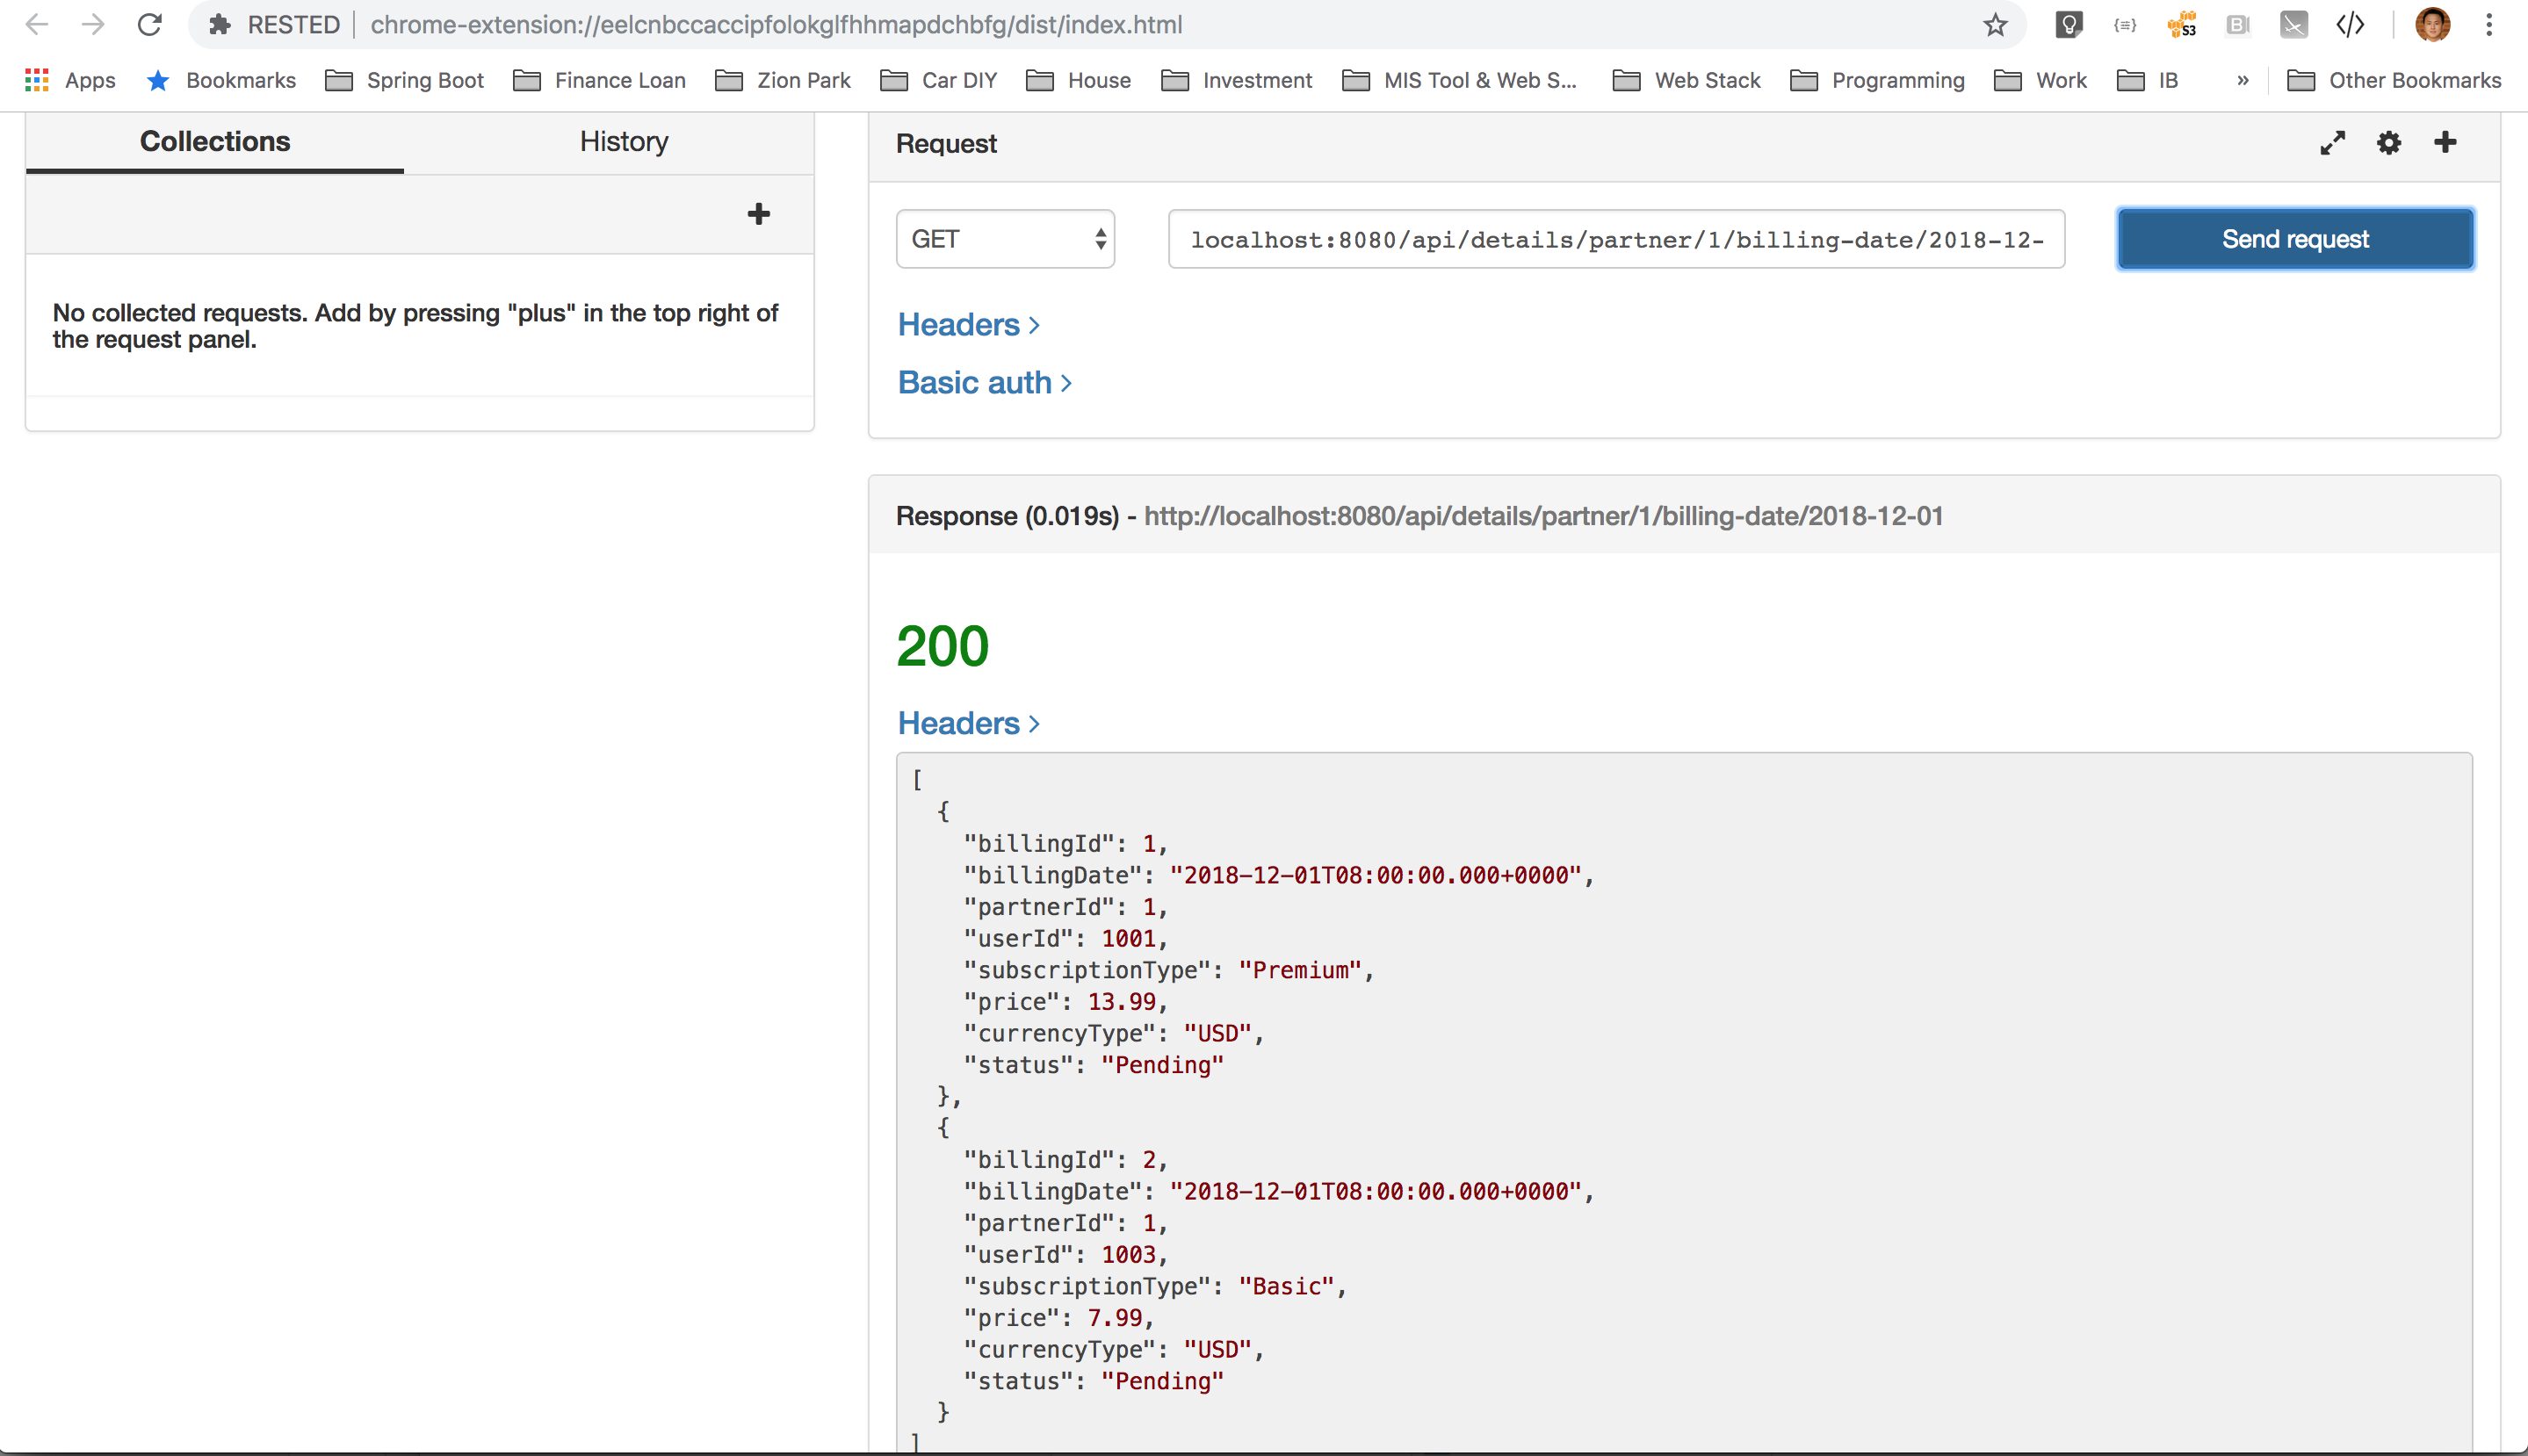 RESTED chrome-extension://eelcnbccaccipfolokglfhhmapdchbfg/dist/index.html S3 B
Apps Bookmarks Spring Boot Finance Loan Zion Park Car DIY House Investment MIS Tool & Web S... Web Stack Programming Work IB » Other Bookmarks
Collections History
No collected requests. Add by pressing "plus" in the top right of
the request panel.
Request
GET localhost:8080/api/details/partner/1/billing-date/2018-12- Send request
Headers >
Basic auth >
Response (0.019s) - http://localhost:8080/api/details/partner/1/billing-date/2018-12-01
200
Headers >
[
{
"billingId": 1,
"billingDate": "2018-12-01T08:00:00.000+0000",
"partnerId": 1,
"userId": 1001,
"subscriptionType": "Premium",
"price": 13.99,
"currencyType": "USD",
"status": "Pending"
},
{
"billingId": 2,
"billingDate": "2018-12-01T08:00:00.000+0000",
"partnerId": 1,
"userId": 1003,
"subscriptionType": "Basic",
"price": 7.99,
"currencyType": "USD",
"status": "Pending"
}
]